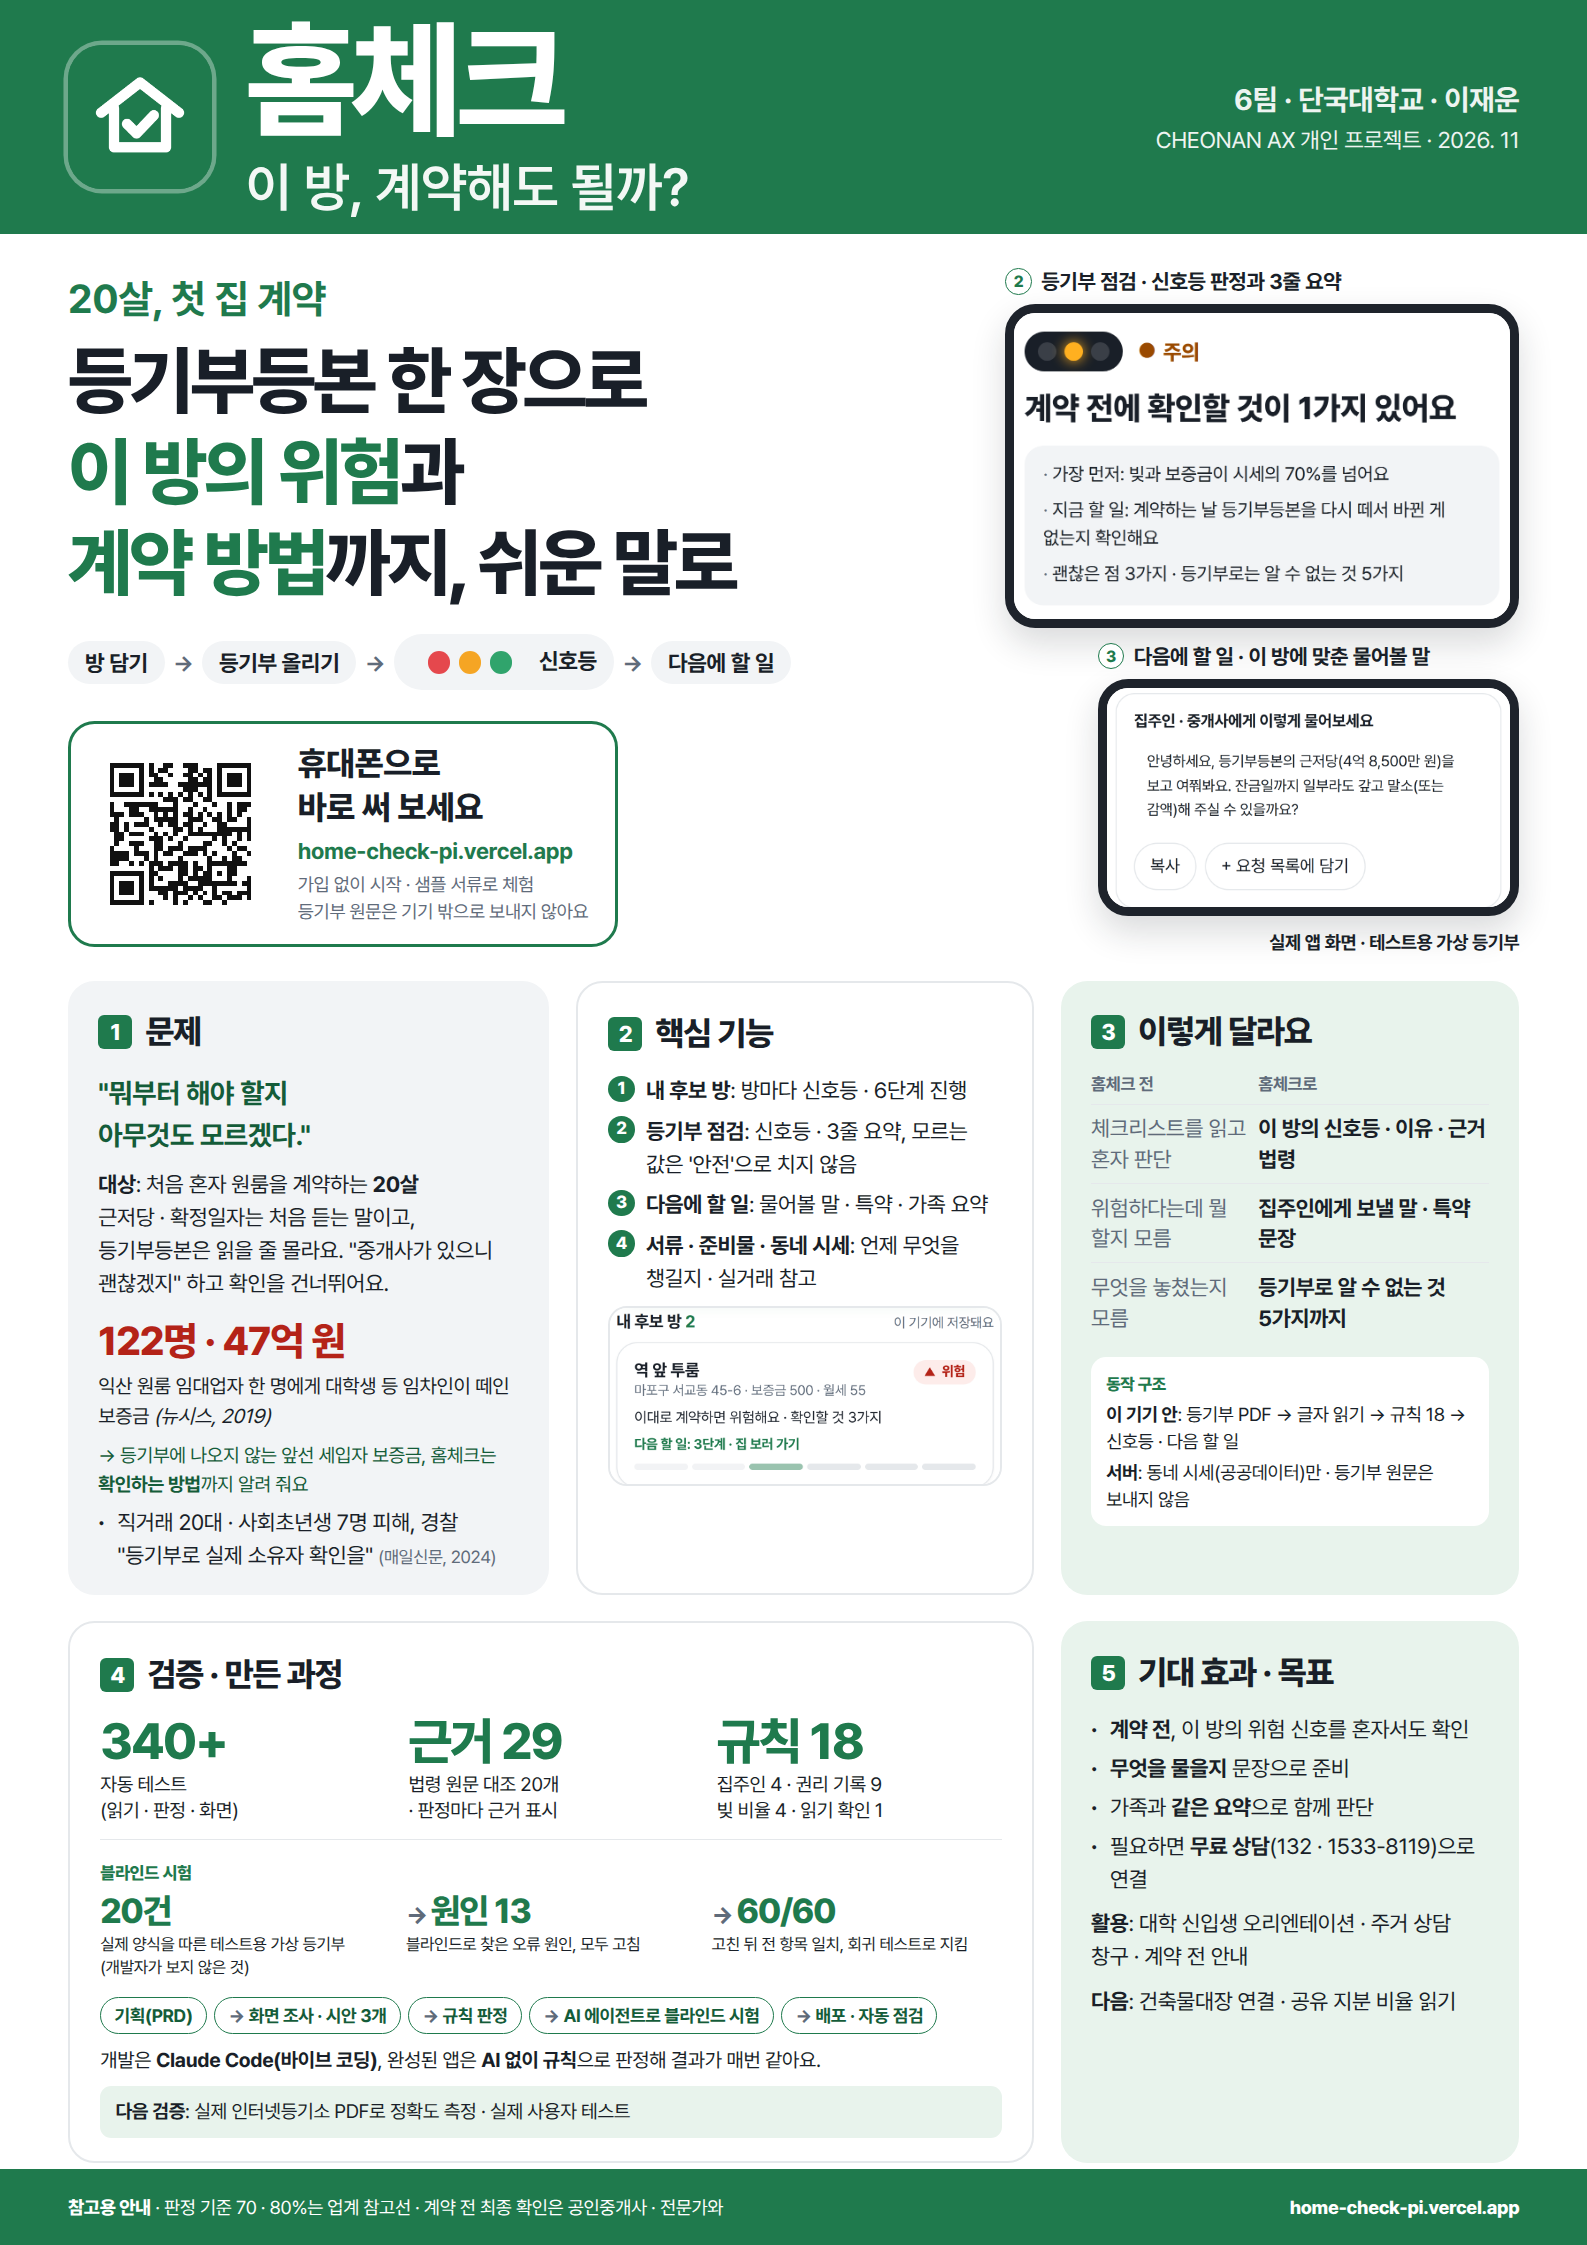 홈체크
이 방, 계약해도 될까?
6팀 · 단국대학교 · 이재운
CHEONAN AX 개인 프로젝트 · 2026. 11
20살, 첫 집 계약
등기부등본 한 장으로
이 방의 위험과
계약 방법까지, 쉬운 말로
방 담기 → 등기부 올리기 → 신호등 → 다음에 할 일
휴대폰으로
바로 써 보세요
home-check-pi.vercel.app
가입 없이 시작 · 샘플 서류로 체험
등기부 원문은 기기 밖으로 보내지 않아요
② 등기부 점검 · 신호등 판정과 3줄 요약
주의
계약 전에 확인할 것이 1가지 있어요
· 가장 먼저: 빚과 보증금이 시세의 70%를 넘어요
· 지금 할 일: 계약하는 날 등기부등본을 다시 떼서 바뀐 게
없는지 확인해요
· 괜찮은 점 3가지 · 등기부로는 알 수 없는 것 5가지
③ 다음에 할 일 · 이 방에 맞춘 물어볼 말
집주인 · 중개사에게 이렇게 물어보세요
안녕하세요, 등기부등본의 근저당(4억 8,500만 원)을
보고 여쭤봐요. 잔금일까지 일부라도 갚고 말소(또는
감액)해 주실 수 있을까요?
복사 + 요청 목록에 담기
실제 앱 화면 · 테스트용 가상 등기부
1 문제
"뭐부터 해야 할지
아무것도 모르겠다."
대상: 처음 혼자 원룸을 계약하는 20살
근저당 · 확정일자는 처음 듣는 말이고,
등기부등본은 읽을 줄 몰라요. "중개사가 있으니
괜찮겠지" 하고 확인을 건너뛰어요.
122명 · 47억 원
익산 원룸 임대업자 한 명에게 대학생 등 임차인이 떼인
보증금 (뉴시스, 2019)
→ 등기부에 나오지 않는 앞선 세입자 보증금, 홈체크는
확인하는 방법까지 알려 줘요
· 직거래 20대 · 사회초년생 7명 피해, 경찰
"등기부로 실제 소유자 확인을" (매일신문, 2024)
2 핵심 기능
1 내 후보 방: 방마다 신호등 · 6단계 진행
2 등기부 점검: 신호등 · 3줄 요약, 모르는
값은 '안전'으로 치지 않음
3 다음에 할 일: 물어볼 말 · 특약 · 가족 요약
4 서류 · 준비물 · 동네 시세: 언제 무엇을
챙길지 · 실거래 참고
내 후보 방 2 이 기기에 저장돼요
역 앞 투룸 ▲ 위험
마포구 서교동 45-6 · 보증금 500 · 월세 55
이대로 계약하면 위험해요 · 확인할 것 3가지
다음 할 일: 3단계 · 집 보러 가기
3 이렇게 달라요
홈체크 전 홈체크로
체크리스트를 읽고 이 방의 신호등 · 이유 · 근거
혼자 판단 법령
위험하다는데 뭘 집주인에게 보낼 말 · 특약
할지 모름 문장
무엇을 놓쳤는지 등기부로 알 수 없는 것
모름 5가지까지
동작 구조
이 기기 안: 등기부 PDF → 글자 읽기 → 규칙 18 →
신호등 · 다음 할 일
서버: 동네 시세(공공데이터)만 · 등기부 원문은
보내지 않음
4 검증 · 만든 과정
340+ 근거 29 규칙 18
자동 테스트 법령 원문 대조 20개 집주인 4 · 권리 기록 9
(읽기 · 판정 · 화면) · 판정마다 근거 표시 빚 비율 4 · 읽기 확인 1
블라인드 시험
20건 → 원인 13 → 60/60
실제 양식을 따른 테스트용 가상 등기부 블라인드로 찾은 오류 원인, 모두 고침 고친 뒤 전 항목 일치, 회귀 테스트로 지킴
(개발자가 보지 않은 것)
기획(PRD) → 화면 조사 · 시안 3개 → 규칙 판정 → AI 에이전트로 블라인드 시험 → 배포 · 자동 점검
개발은 Claude Code(바이브 코딩), 완성된 앱은 AI 없이 규칙으로 판정해 결과가 매번 같아요.
다음 검증: 실제 인터넷등기소 PDF로 정확도 측정 · 실제 사용자 테스트
5 기대 효과 · 목표
· 계약 전, 이 방의 위험 신호를 혼자서도 확인
· 무엇을 물을지 문장으로 준비
· 가족과 같은 요약으로 함께 판단
· 필요하면 무료 상담(132 · 1533-8119)으로
연결
활용: 대학 신입생 오리엔테이션 · 주거 상담
창구 · 계약 전 안내
다음: 건축물대장 연결 · 공유 지분 비율 읽기
참고용 안내 · 판정 기준 70 · 80%는 업계 참고선 · 계약 전 최종 확인은 공인중개사 · 전문가와
home-check-pi.vercel.app